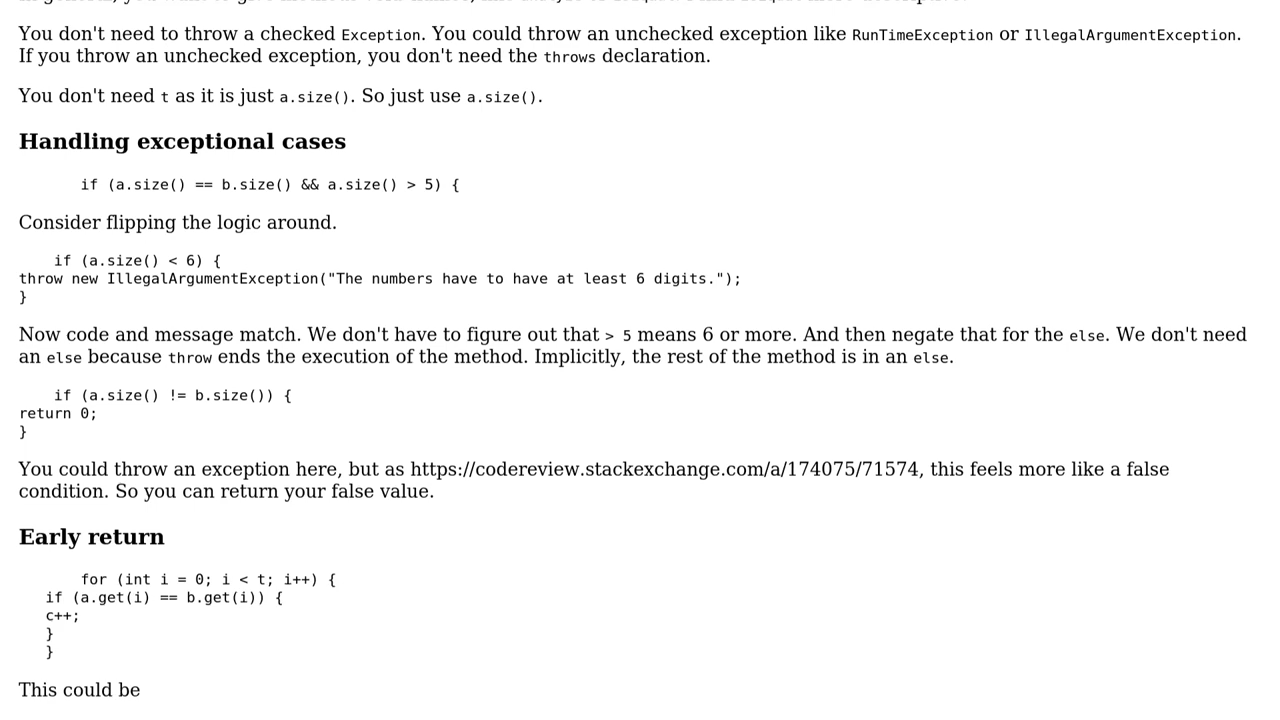 You don't need to throw a checked Exception. You could throw an unchecked exception like RunTimeException or IllegalArgumentException.
If you throw an unchecked exception, you don't need the throws declaration.
You don't need t as it is just a.size(). So just use a.size().
Handling exceptional cases
if (a.size() == b.size() && a.size() > 5) {
Consider flipping the logic around.
if (a.size() < 6) {
throw new IllegalArgumentException("The numbers have to have at least 6 digits.");
}
Now code and message match. We don't have to figure out that > 5 means 6 or more. And then negate that for the else. We don't need
an else because throw ends the execution of the method. Implicitly, the rest of the method is in an else.
if (a.size() != b.size()) {
return 0;
}
You could throw an exception here, but as https://codereview.stackexchange.com/a/174075/71574, this feels more like a false
condition. So you can return your false value.
Early return
for (int i = 0; i < t; i++) {
if (a.get(i) == b.get(i)) {
c++;
}
}
This could be